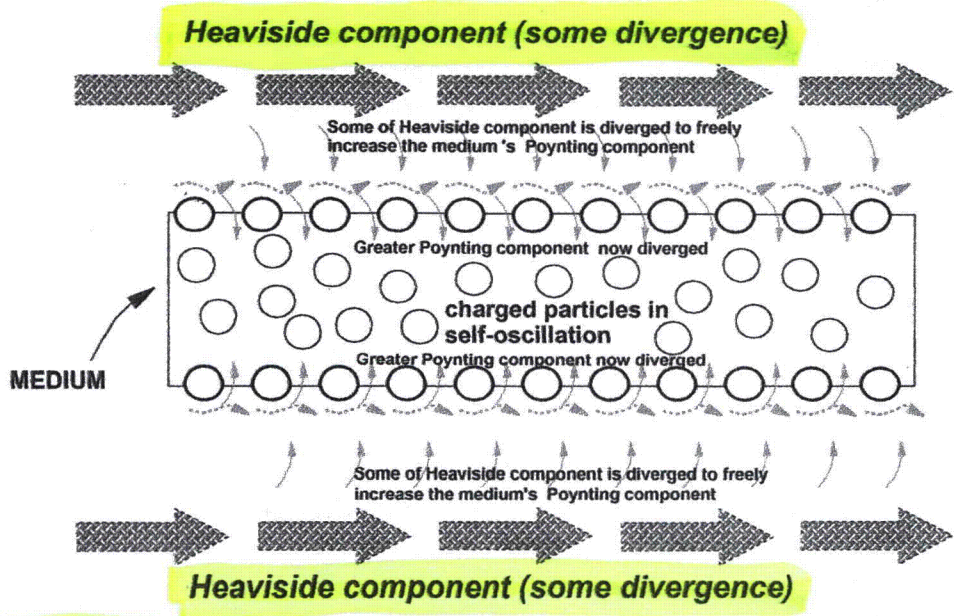 Heaviside component (some divergence)
Some of Heaviside component is diverged to freely
increase the medium 's Poynting component
Greater Poynting component now diverged
charged particles in
self-oscillation
Greater Poynting component now diverged
MEDIUM
Some of Heaviside component is diverged to freely
increase the medium's Poynting component
Heaviside component (some divergence)